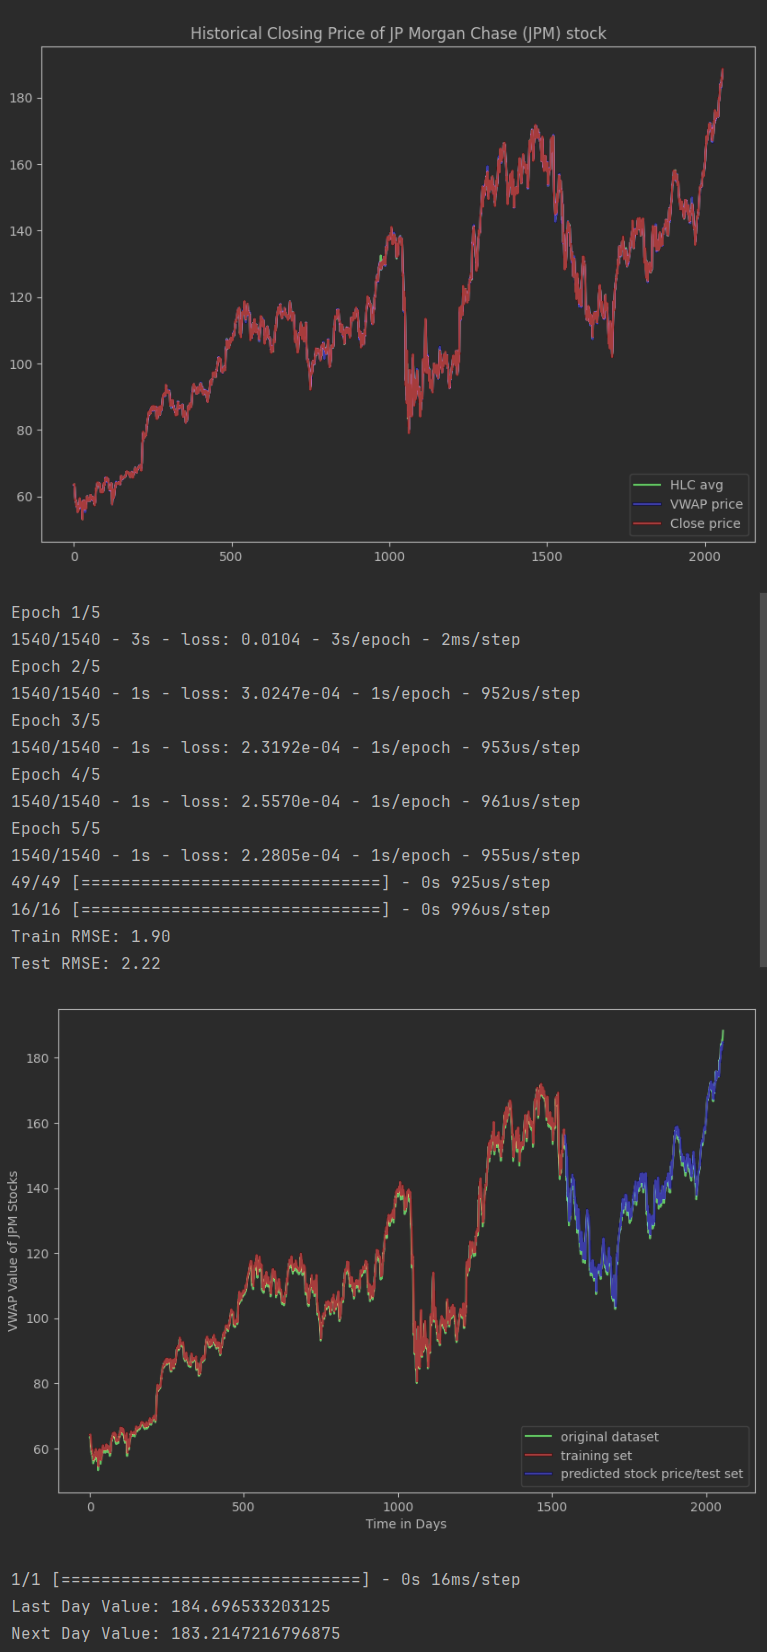 Historical Closing Price of JP Morgan Chase (JPM) stock
180
160
140
120
100
80
60
HLC avg
VWAP price
Close price
0 500 1000 1500 2000
Epoch 1/5
1540/1540 - 3s - loss: 0.0104 - 3s/epoch - 2ms/step
Epoch 2/5
1540/1540 - 1s - loss: 3.0247e-04 - 1s/epoch - 952us/step
Epoch 3/5
1540/1540 - 1s - loss: 2.3192e-04 - 1s/epoch - 953us/step
Epoch 4/5
1540/1540 - 1s - loss: 2.5570e-04 - 1s/epoch - 961us/step
Epoch 5/5
1540/1540 - 1s - loss: 2.2805e-04 - 1s/epoch - 955us/step
49/49 [==============================] - 0s 925us/step
16/16 [==============================] - 0s 996us/step
Train RMSE: 1.90
Test RMSE: 2.22
VWAP Value of JPM Stocks
180
160
140
120
100
80
60
original dataset
training set
predicted stock price/test set
0 500 1000 1500 2000
Time in Days
1/1 [==============================] - 0s 16ms/step
Last Day Value: 184.696533203125
Next Day Value: 183.2147216796875